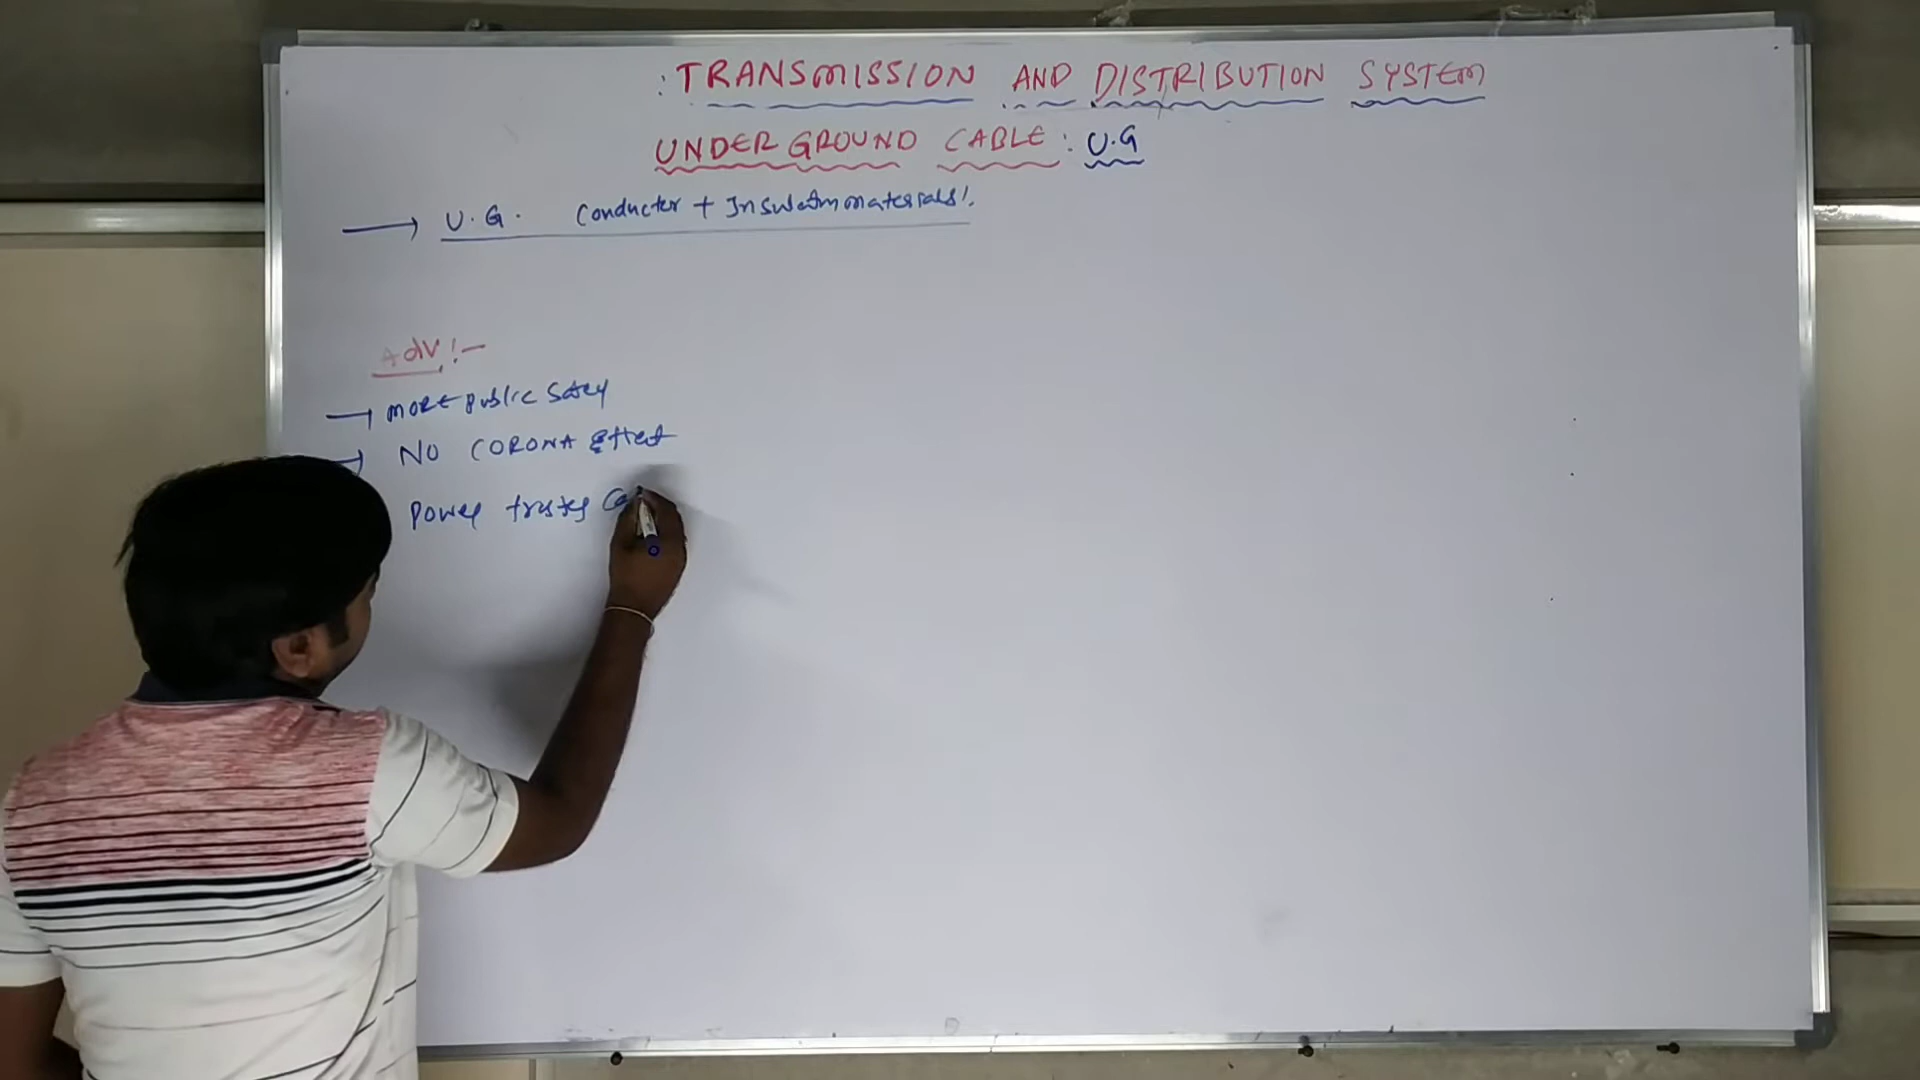 : TRANSMISSION AND DISTRIBUTION SYSTEM
UNDERGROUND CABLE : U.G
U.G. Conductor + Insulation materials!.
Adv!-
MORE public Safety
NO CORONA Effect
Power